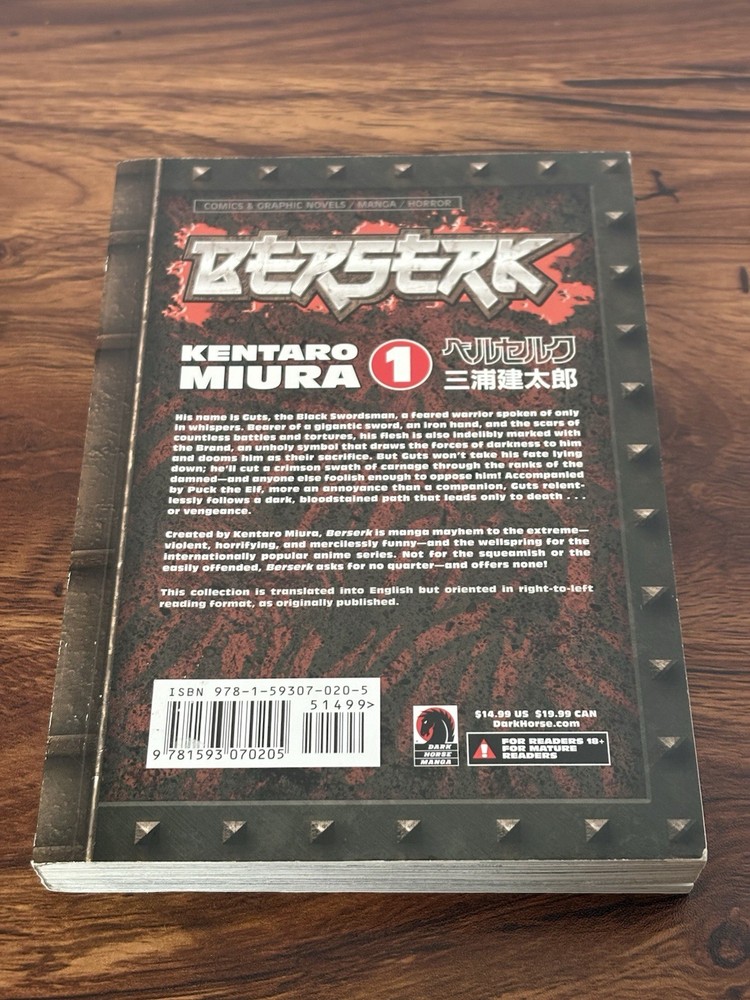 COMICS & GRAPHIC NOVELS / MANGA / HORROR
BERSERK
KENTARO
MIURA
1
ベルセルク
三浦建太郎
His name is Guts, the Black Swordsman, a feared warrior spoken of only
in whispers. Bearer of a gigantic sword, an iron hand, and the scars of
countless battles and tortures, his flesh is also indelibly marked with
the Brand, an unholy symbol that draws the forces of darkness to him
and dooms him as their sacrifice. But Guts won't take his fate lying
down; he'll cut a crimson swath of carnage through the ranks of the
damned—and anyone else foolish enough to oppose him! Accompanied
by Puck the Elf, more an annoyance than a companion, Guts relent-
lessly follows a dark, bloodstained path that leads only to death . . .
or vengeance.
Created by Kentaro Miura, Berserk is manga mayhem to the extreme—
violent, horrifying, and mercilessly funny—and the wellspring for the
internationally popular anime series. Not for the squeamish or the
easily offended, Berserk asks for no quarter—and offers none!
This collection is translated into English but oriented in right-to-left
reading format, as originally published.
ISBN 978-1-59307-020-5
51499>
9 781593 070205
DARK
HORSE
MANGA
$14.99 US $19.99 CAN
DarkHorse.com
FOR READERS 18+
FOR MATURE
READERS